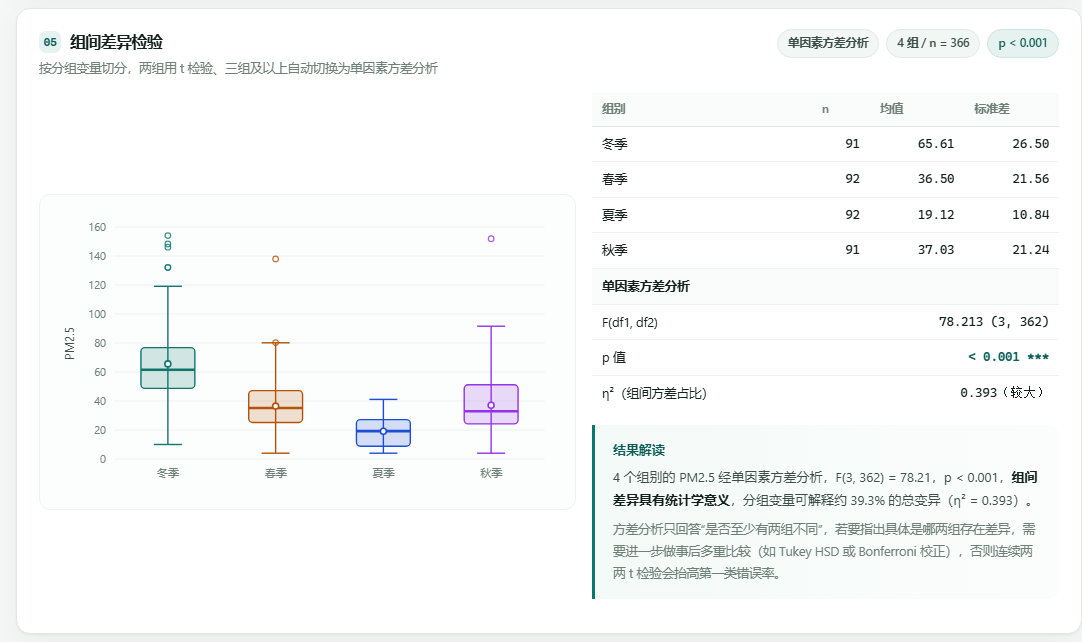 05 组间差异检验
单因素方差分析 4 组 / n = 366 p < 0.001
按分组变量切分，两组用 t 检验、三组及以上自动切换为单因素方差分析
PM2.5
160
140
120
100
80
60
40
20
0
冬季 春季 夏季 秋季
组别 n 均值 标准差
冬季 91 65.61 26.50
春季 92 36.50 21.56
夏季 92 19.12 10.84
秋季 91 37.03 21.24
单因素方差分析
F(df1, df2) 78.213 (3, 362)
p 值 < 0.001 ***
η²（组间方差占比） 0.393（较大）
结果解读
4 个组别的 PM2.5 经单因素方差分析，F(3, 362) = 78.21，p < 0.001，组间
差异具有统计学意义，分组变量可解释约 39.3% 的总变异（η² = 0.393）。
方差分析只回答“是否至少有两组不同”，若要指出具体是哪两组存在差异，需
要进一步做事后多重比较（如 Tukey HSD 或 Bonferroni 校正），否则连续两
两 t 检验会抬高第一类错误率。